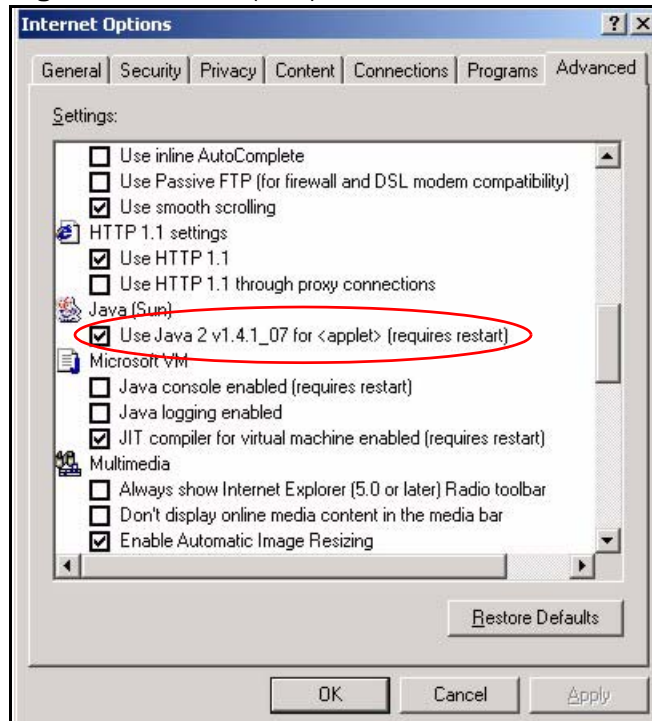 Internet Options
General Security Privacy Content Connections Programs Advanced
Settings:
Use inline AutoComplete
Use Passive FTP (for firewall and DSL modem compatibility)
Use smooth scrolling
HTTP 1.1 settings
Use HTTP 1.1
Use HTTP 1.1 through proxy connections
Java (Sun)
Use Java 2 v1.4.1_07 for <applet> (requires restart)
Microsoft VM
Java console enabled (requires restart)
Java logging enabled
JIT compiler for virtual machine enabled (requires restart)
Multimedia
Always show Internet Explorer (5.0 or later) Radio toolbar
Don't display online media content in the media bar
Enable Automatic Image Resizing
Restore Defaults
OK Cancel Apply